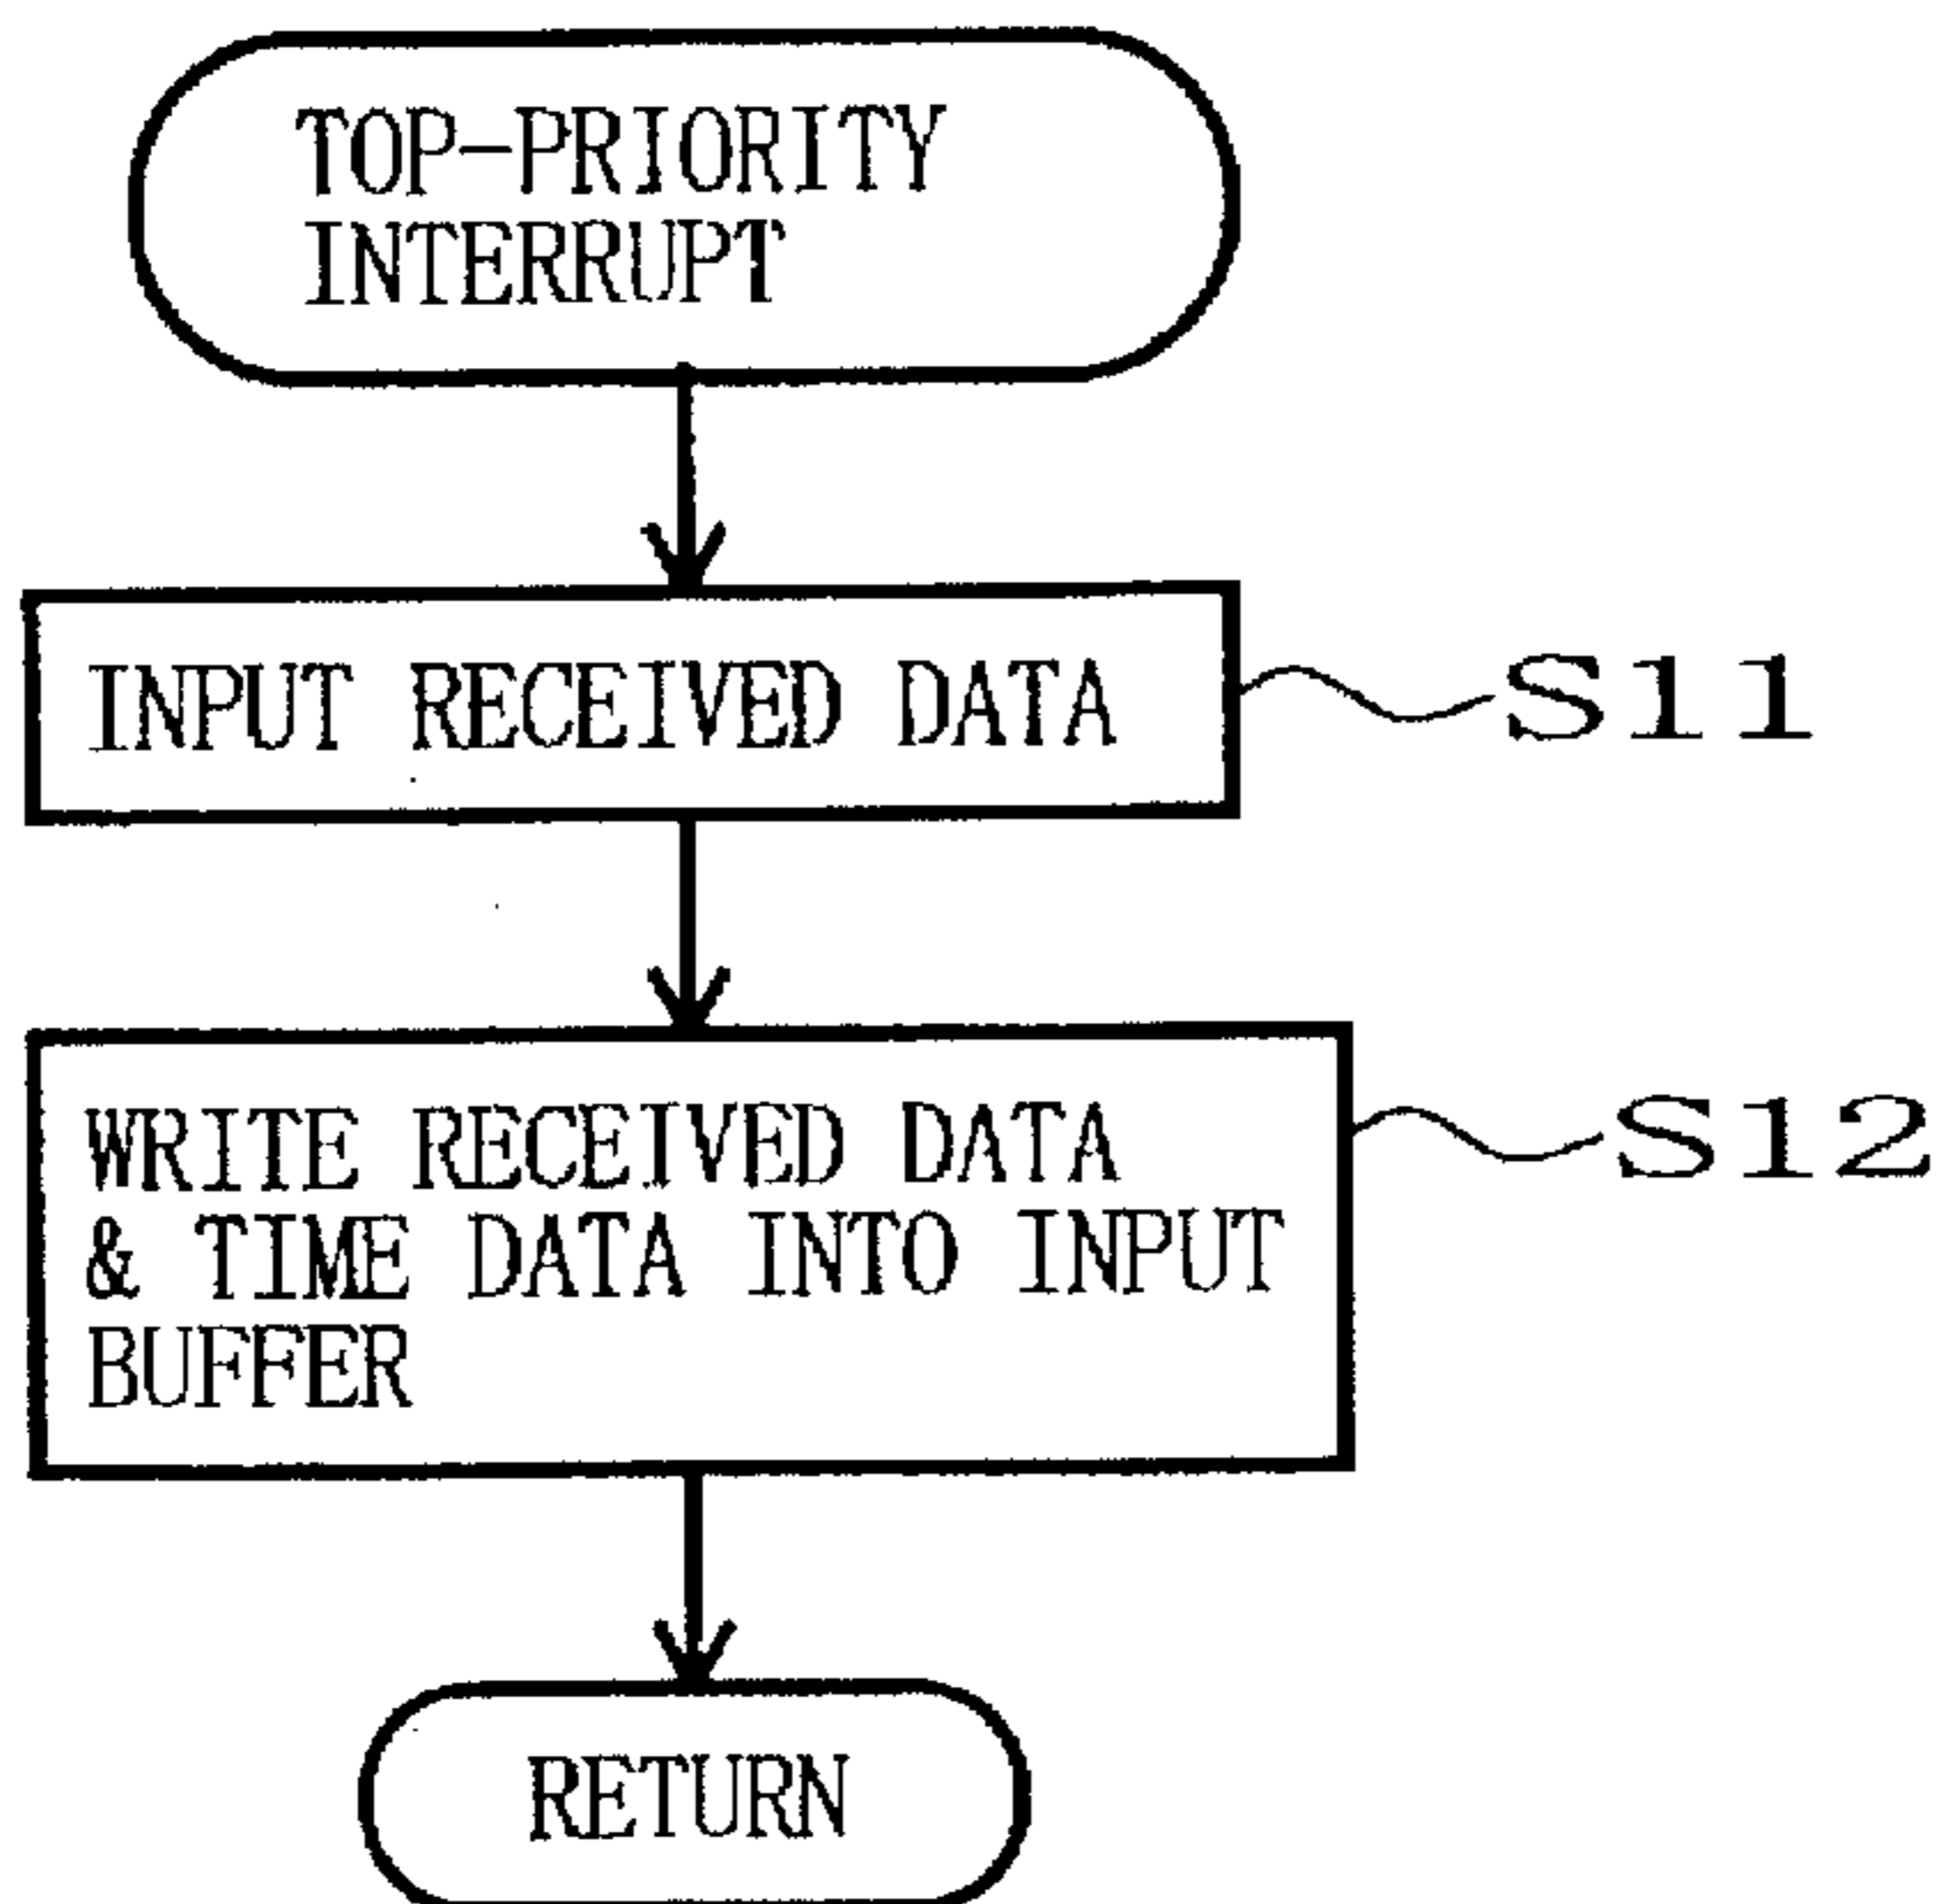 TOP-PRIORITY
INTERRUPT
INPUT RECEIVED DATA
S11
WRITE RECEIVED DATA
& TIME DATA INTO INPUT
BUFFER
S12
RETURN